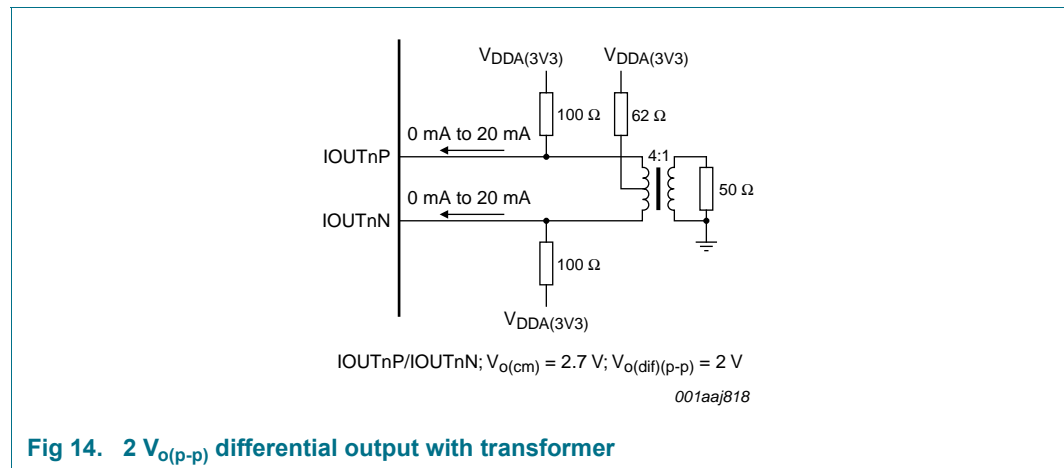 VDDA(3V3) VDDA(3V3)
100 Ω 62 Ω
0 mA to 20 mA
IOUTnP
4:1
50 Ω
0 mA to 20 mA
IOUTnN
100 Ω
VDDA(3V3)
IOUTnP/IOUTnN; Vo(cm) = 2.7 V; Vo(dif)(p-p) = 2 V
001aaj818
Fig 14. 2 Vo(p-p) differential output with transformer